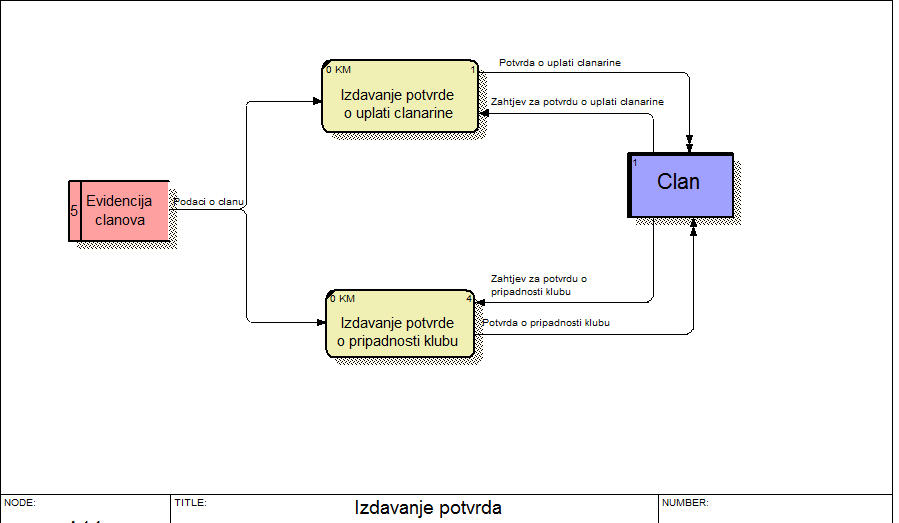 Potvrda o uplati clanarine
0 KM 1
Izdavanje potvrde
o uplati clanarine
Zahtjev za potvrdu o uplati clanarine
1
Clan
5
Evidencija
clanova
Podaci o clanu
Zahtjev za potvrdu o
pripadnosti klubu
0 KM 4
Izdavanje potvrde
o pripadnosti klubu
Potvrda o pripadnosti klubu
NODE:
TITLE:
Izdavanje potvrda
NUMBER: